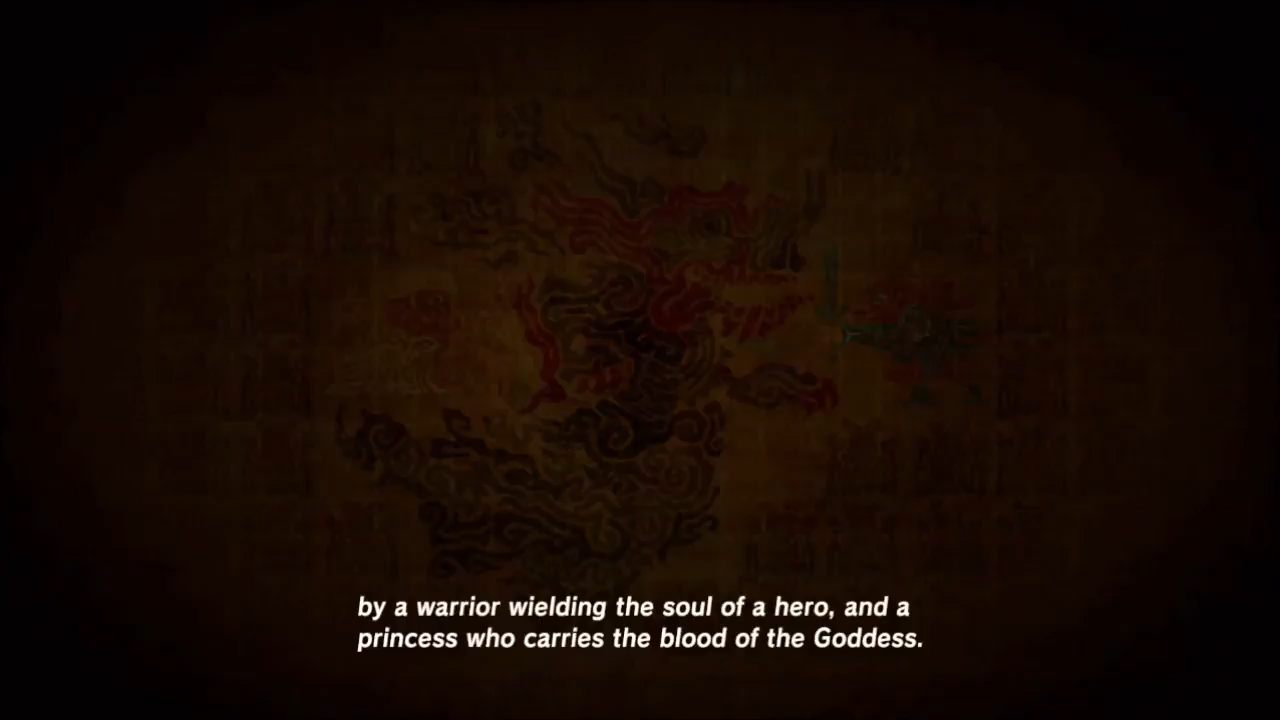 by a warrior wielding the soul of a hero, and a
princess who carries the blood of the Goddess.